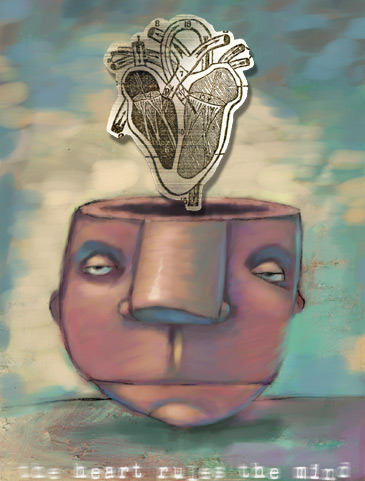 the heart rules the mind